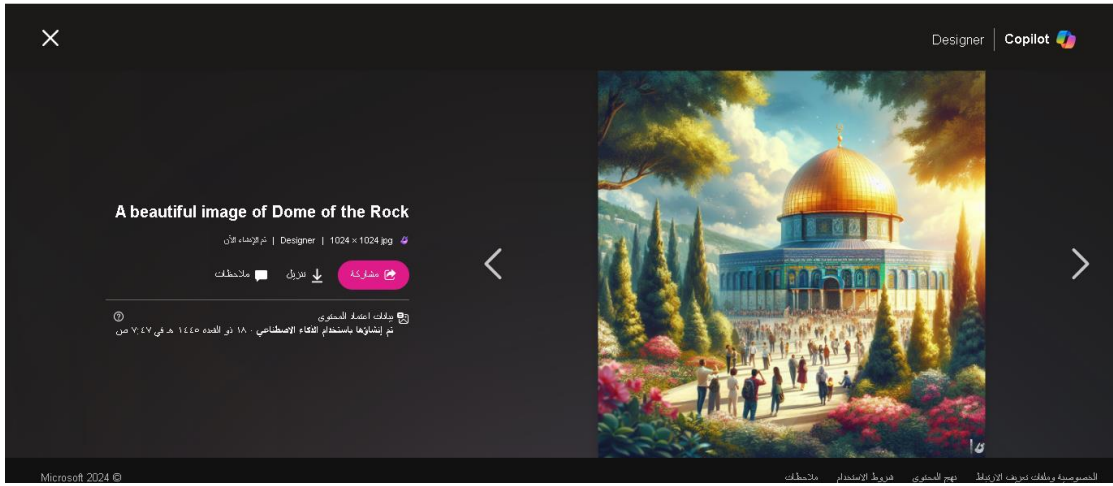 Designer | Copilot
A beautiful image of Dome of the Rock
تم الإنشاء الآن | Designer | 1024 × 1024 jpg
مشاركة تنزيل ملاحظات
بيانات اعتماد المحتوى
تم إنشاؤها باستخدام الذكاء الاصطناعي · ١٨ ذو القعدة ١٤٤٥ هـ في ٧:٤٧ ص
الخصوصية وملفات تعريف الارتباط نهج المحتوى شروط الاستخدام ملاحظات
Microsoft 2024 ©